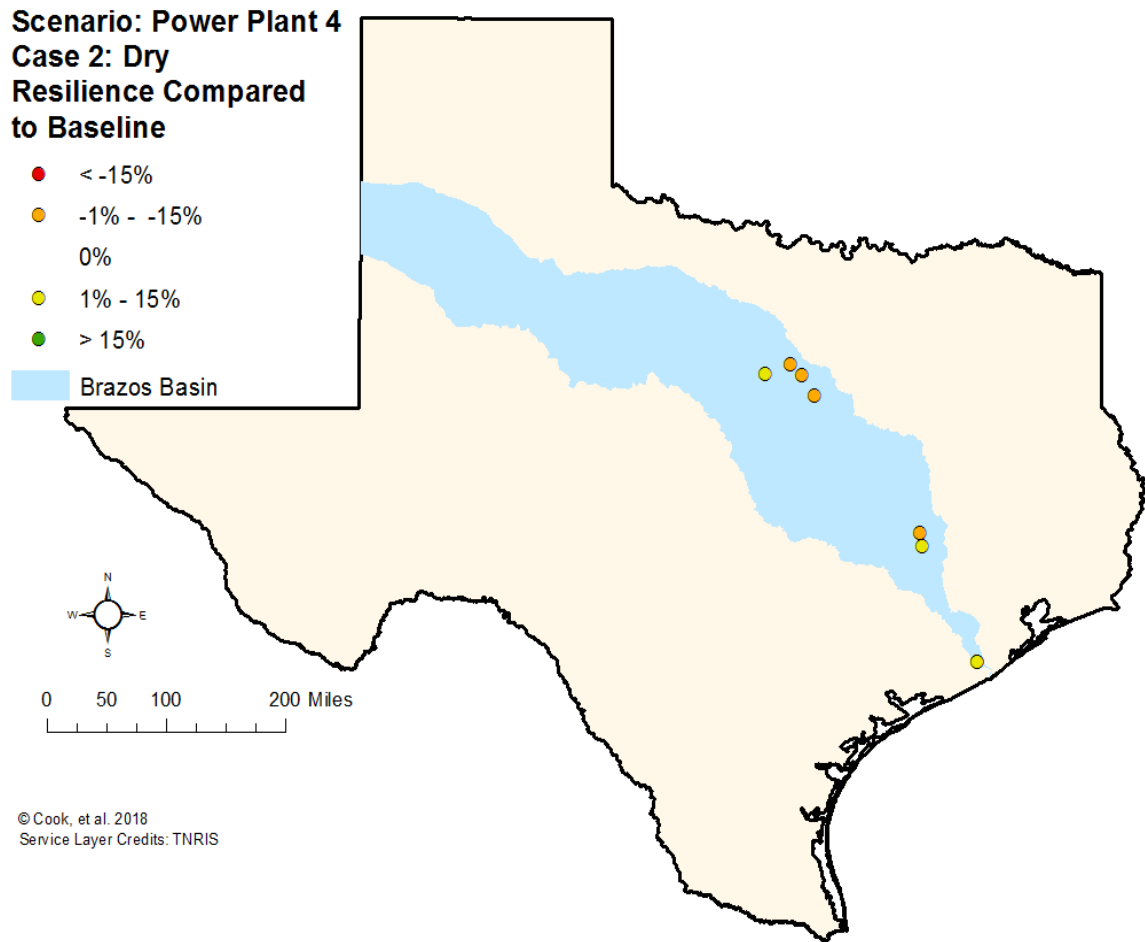 Scenario: Power Plant 4
Case 2: Dry
Resilience Compared
to Baseline
< -15%
-1% -  -15%
0%
1% - 15%
> 15%
Brazos Basin
N
W E
S
0 50 100 200 Miles
© Cook, et al. 2018
Service Layer Credits: TNRIS